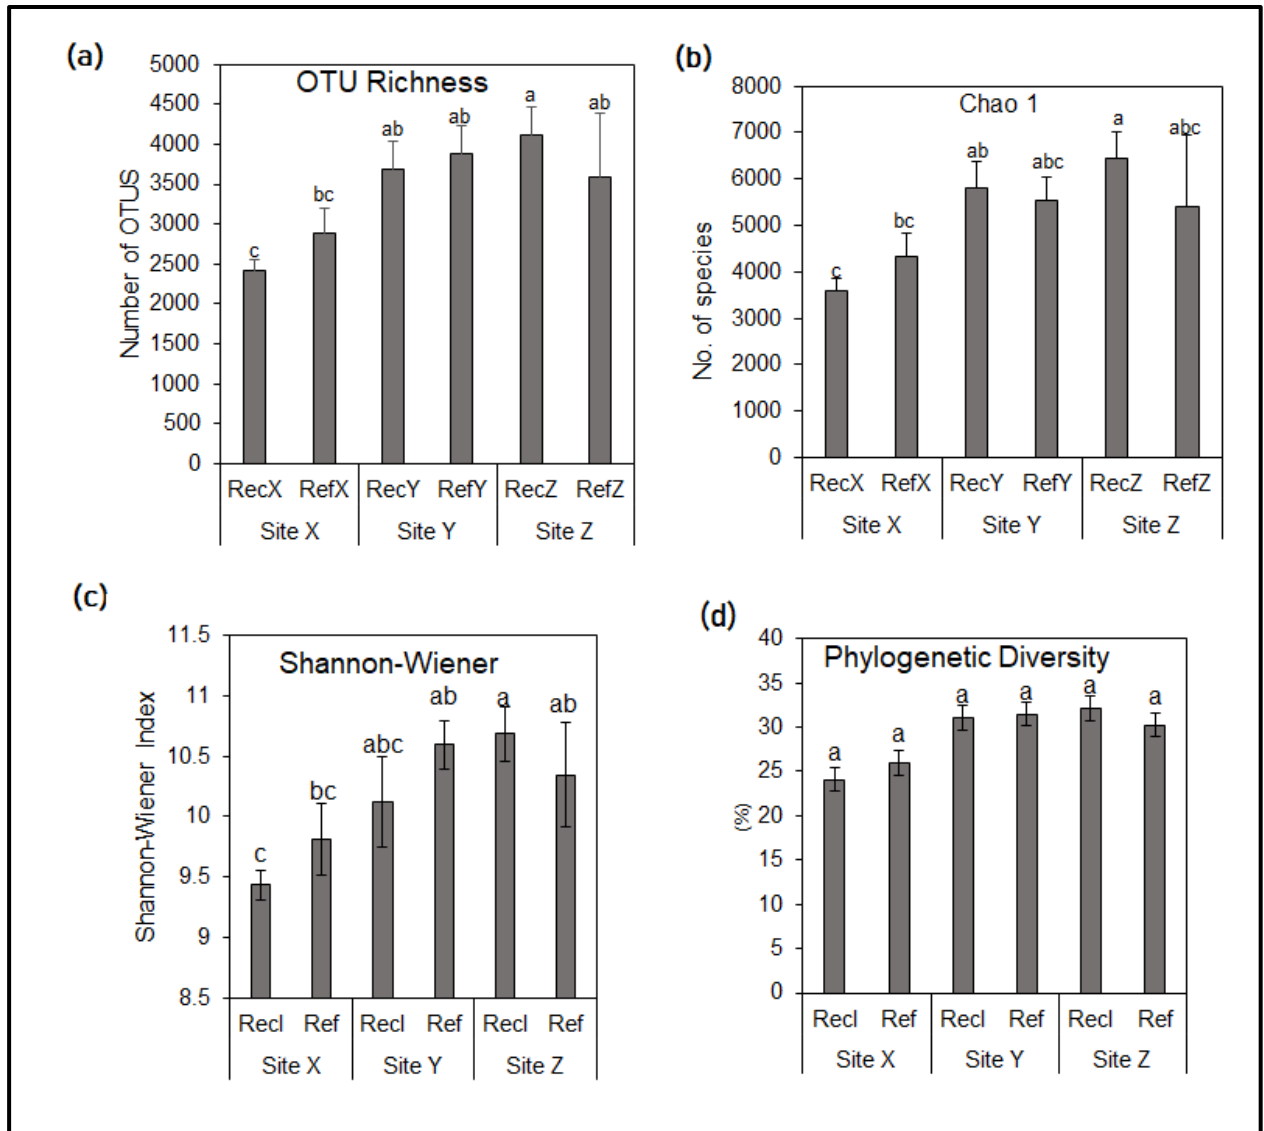 (a)
OTU Richness
Number of OTUS
5000
4500
4000
3500
3000
2500
2000
1500
1000
500
0
c
bc
ab
ab
a
ab
RecX RefX RecY RefY RecZ RefZ
Site X Site Y Site Z
(b)
Chao 1
No. of species
8000
7000
6000
5000
4000
3000
2000
1000
0
c
bc
ab
abc
a
abc
RecX RefX RecY RefY RecZ RefZ
Site X Site Y Site Z
(c)
Shannon-Wiener
Shannon-Wiener Index
11.5
11
10.5
10
9.5
9
8.5
c
bc
abc
ab
a
ab
Recl Ref Recl Ref Recl Ref
Site X Site Y Site Z
(d)
Phylogenetic Diversity
(%)
40
35
30
25
20
15
10
5
0
a
a
a
a
a
a
Recl Ref Recl Ref Recl Ref
Site X Site Y Site Z